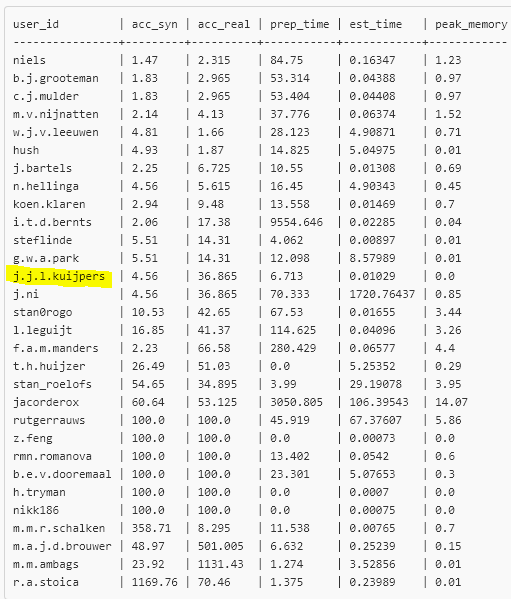 user_id | acc_syn | acc_real | prep_time | est_time | peak_memory
----------------+---------+----------+-----------+------------+-------------
niels | 1.47 | 2.315 | 84.75 | 0.16347 | 1.23
b.j.grooteman | 1.83 | 2.965 | 53.314 | 0.04388 | 0.97
c.j.mulder | 1.83 | 2.965 | 53.404 | 0.04408 | 0.97
m.v.nijnatten | 2.14 | 4.13 | 37.776 | 0.06374 | 1.52
w.j.v.leeuwen | 4.81 | 1.66 | 28.123 | 4.90871 | 0.71
hush | 4.93 | 1.87 | 14.825 | 5.04975 | 0.01
j.bartels | 2.25 | 6.725 | 10.55 | 0.01308 | 0.69
n.hellinga | 4.56 | 5.615 | 16.45 | 4.90343 | 0.45
koen.klaren | 2.94 | 9.48 | 13.558 | 0.01469 | 0.7
i.t.d.bernts | 2.06 | 17.38 | 9554.646 | 0.02285 | 0.04
steflinde | 5.51 | 14.31 | 4.062 | 0.00897 | 0.01
g.w.a.park | 5.51 | 14.31 | 12.098 | 8.57989 | 0.01
j.j.l.kuijpers | 4.56 | 36.865 | 6.713 | 0.01029 | 0.0
j.ni | 4.56 | 36.865 | 70.333 | 1720.76437 | 0.85
stan0rogo | 10.53 | 42.65 | 67.53 | 0.01655 | 3.44
l.leguijt | 16.85 | 41.37 | 114.625 | 0.04096 | 3.26
f.a.m.manders | 2.23 | 66.58 | 280.429 | 0.06577 | 4.4
t.h.huijzer | 26.49 | 51.03 | 0.0 | 5.25352 | 0.29
stan_roelofs | 54.65 | 34.895 | 3.99 | 29.19078 | 3.95
jacorderox | 60.64 | 53.125 | 3050.805 | 106.39543 | 14.07
rutgerrauws | 100.0 | 100.0 | 45.919 | 67.37607 | 5.86
z.feng | 100.0 | 100.0 | 0.0 | 0.00073 | 0.0
rmn.romanova | 100.0 | 100.0 | 13.402 | 0.0542 | 0.6
b.e.v.dooremaal | 100.0 | 100.0 | 23.301 | 5.07653 | 0.3
h.tryman | 100.0 | 100.0 | 0.0 | 0.0007 | 0.0
nikk186 | 100.0 | 100.0 | 0.0 | 0.00075 | 0.0
m.m.r.schalken | 358.71 | 8.295 | 11.538 | 0.00765 | 0.7
m.a.j.d.brouwer | 48.97 | 501.005 | 6.632 | 0.25239 | 0.15
m.m.ambags | 23.92 | 1131.43 | 1.274 | 3.52856 | 0.01
r.a.stoica | 1169.76 | 70.46 | 1.375 | 0.23989 | 0.01